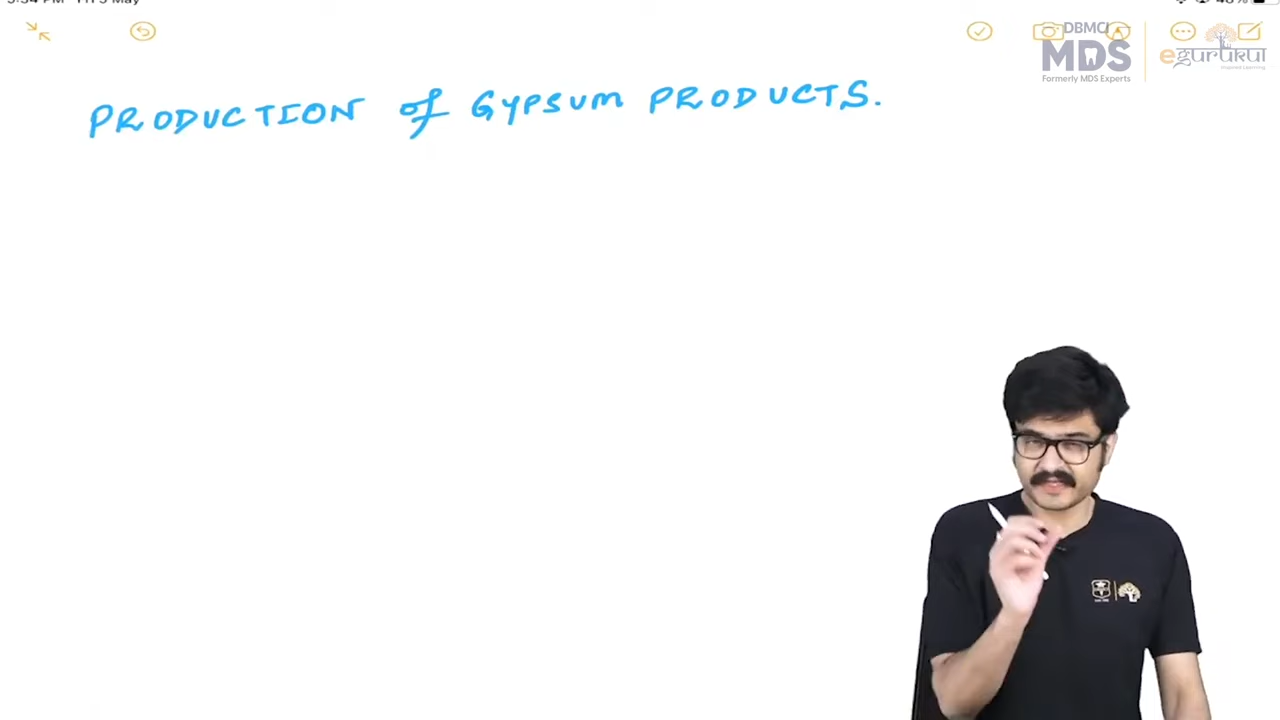 DBMCI
MDS
Formerly MDS Experts
egurukul
PRODUCTION of GYPSUM PRODUCTS.